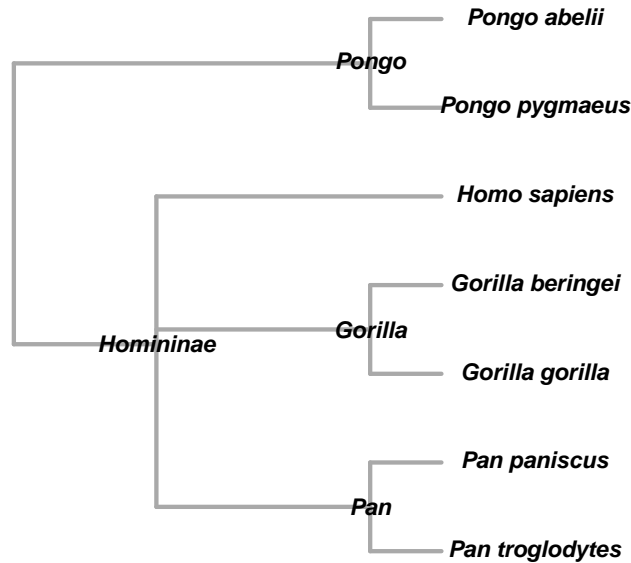 Pongo abelii
Pongo
Pongo pygmaeus
Homo sapiens
Gorilla beringei
Gorilla
Homininae
Gorilla gorilla
Pan paniscus
Pan
Pan troglodytes